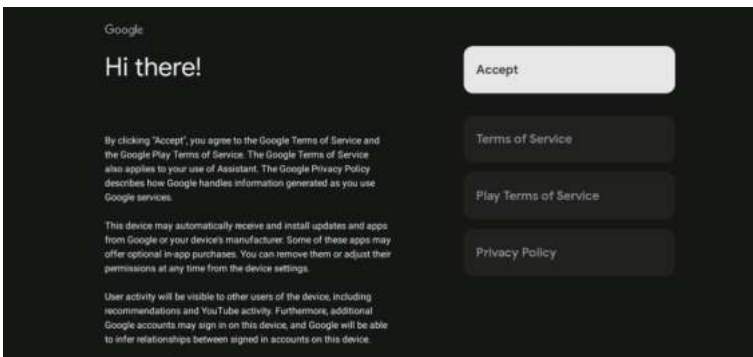 Google
Hi there!
By clicking "Accept", you agree to the Google Terms of Service and
the Google Play Terms of Service. The Google Terms of Service
also applies to your use of Assistant. The Google Privacy Policy
describes how Google handles information generated as you use
Google services.
This device may automatically receive and install updates and apps
from Google or your device's manufacturer. Some of these apps may
offer optional in-app purchases. You can remove them or adjust their
permissions at any time from the device settings.
User activity will be visible to other users of the device, including
recommendations and YouTube activity. Furthermore, additional
Google accounts may sign in on this device, and Google will be able
to infer relationships between signed in accounts on this device.
Accept
Terms of Service
Play Terms of Service
Privacy Policy